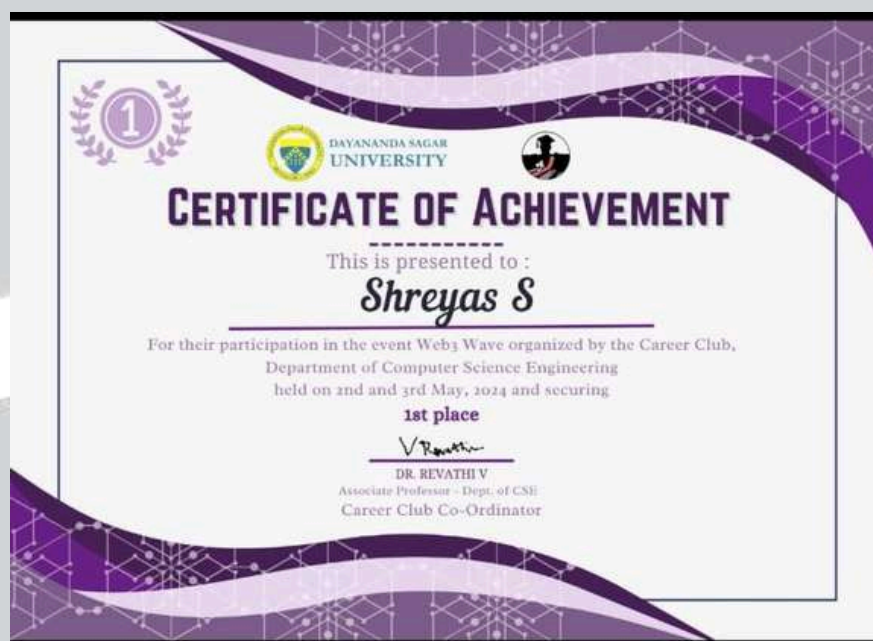 1
DAYANANDA SAGAR
UNIVERSITY
CERTIFICATE OF ACHIEVEMENT
-----------
This is presented to :
Shreyas S
For their participation in the event Web3 Wave organized by the Career Club,
Department of Computer Science Engineering
held on 2nd and 3rd May, 2024 and securing
1st place
V Revathi
DR. REVATHI V
Associate Professor - Dept. of CSE
Career Club Co-Ordinator